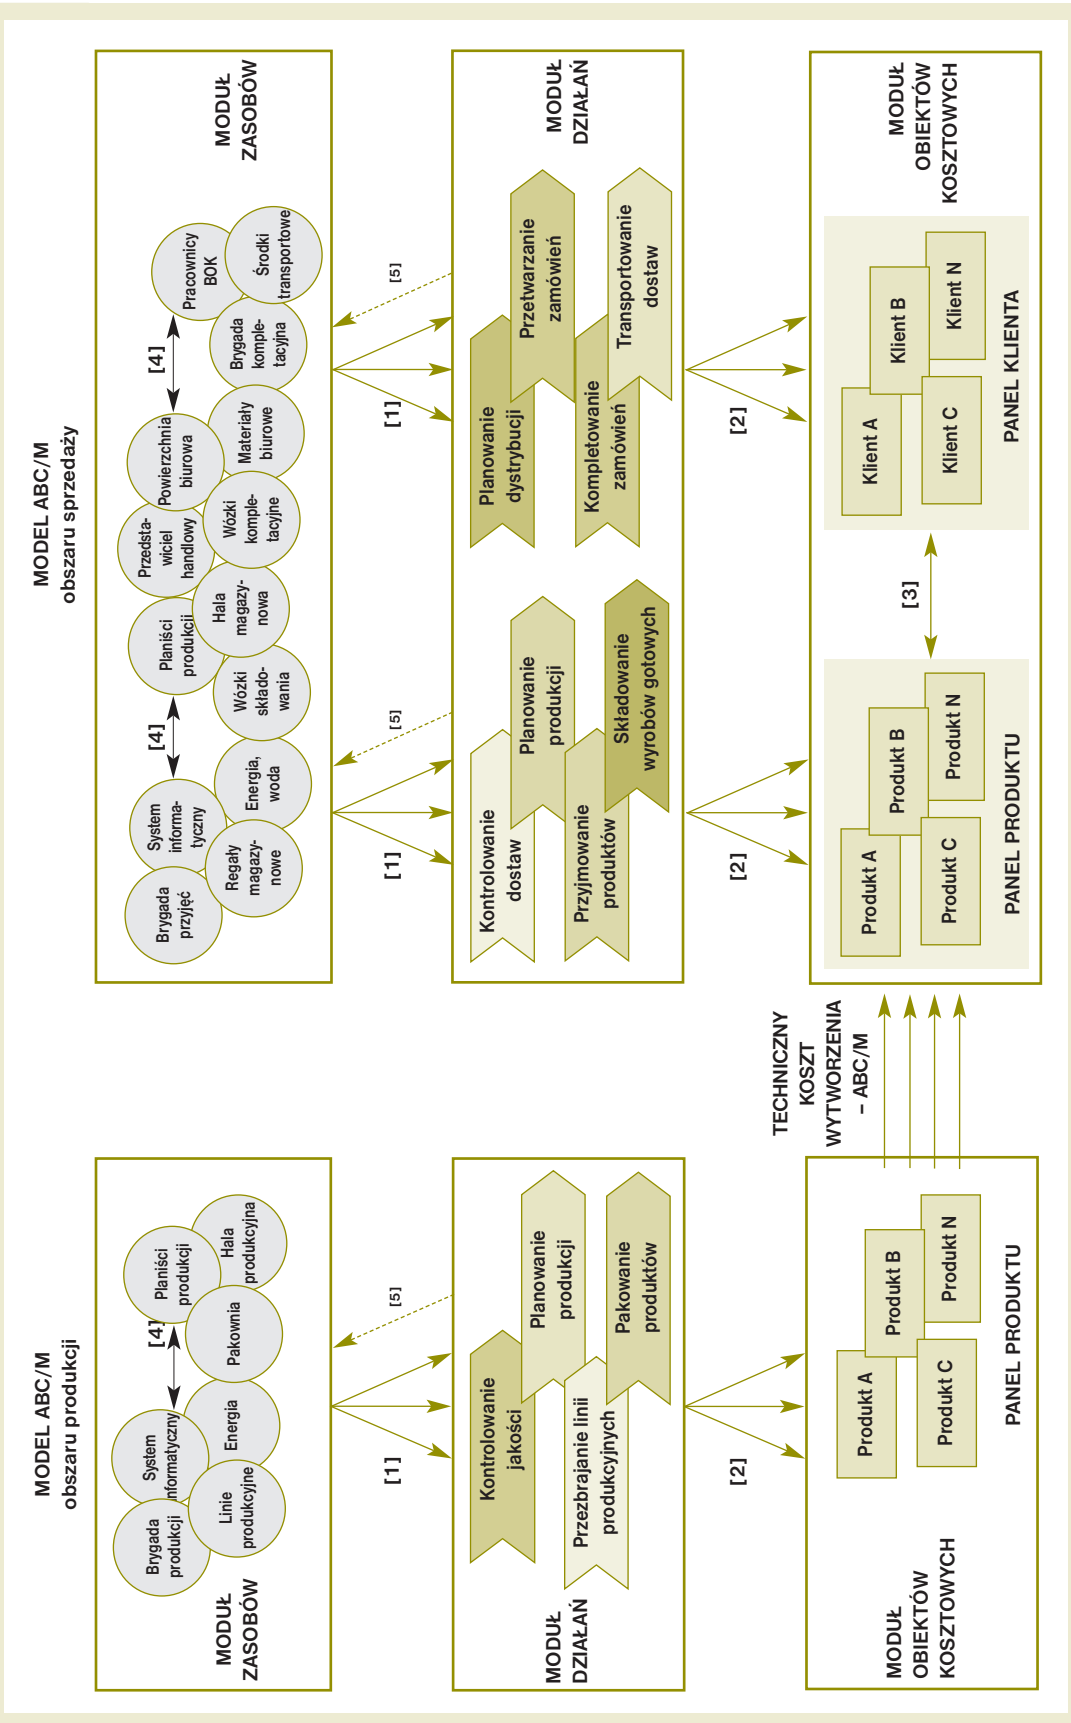 MODEL ABC/M
obszaru produkcji
MODUŁ
ZASOBÓW
Brygada
produkcji
System
informatyczny
[4]
Planiści
produkcji
Linie
produkcyjne
Energia
Pakownia
Hala
produkcyjna
[1]
[5]
MODUŁ
DZIAŁAŃ
Kontrolowanie
jakości
Planowanie
produkcji
Przezbrajanie linii
produkcyjnych
Pakowanie
produktów
[2]
MODUŁ
OBIEKTÓW
KOSZTOWYCH
Produkt A
Produkt B
Produkt C
Produkt N
PANEL PRODUKTU
TECHNICZNY
KOSZT
WYTWORZENIA
– ABC/M
MODEL ABC/M
obszaru sprzedaży
Brygada
przyjęć
System
informa-
tyczny
[4]
Planiści
produkcji
Przedsta-
wiciel
handlowy
Powierzchnia
biurowa
[4]
Pracownicy
BOK
Regały
magazy-
nowe
Energia,
woda
Wózki
składo-
wania
Hala
magazy-
nowa
Wózki
komple-
tacyjne
Materiały
biurowe
Brygada
komple-
tacyjna
Środki
transportowe
MODUŁ
ZASOBÓW
[1]
[5]
[1]
[5]
Kontrolowanie
dostaw
Planowanie
produkcji
Przyjmowanie
produktów
Składowanie
wyrobów gotowych
Planowanie
dystrybucji
Przetwarzanie
zamówień
Kompletowanie
zamówień
Transportowanie
dostaw
MODUŁ
DZIAŁAŃ
[2]
[2]
Produkt A
Produkt B
Produkt C
Produkt N
PANEL PRODUKTU
[3]
Klient A
Klient B
Klient C
Klient N
PANEL KLIENTA
MODUŁ
OBIEKTÓW
KOSZTOWYCH